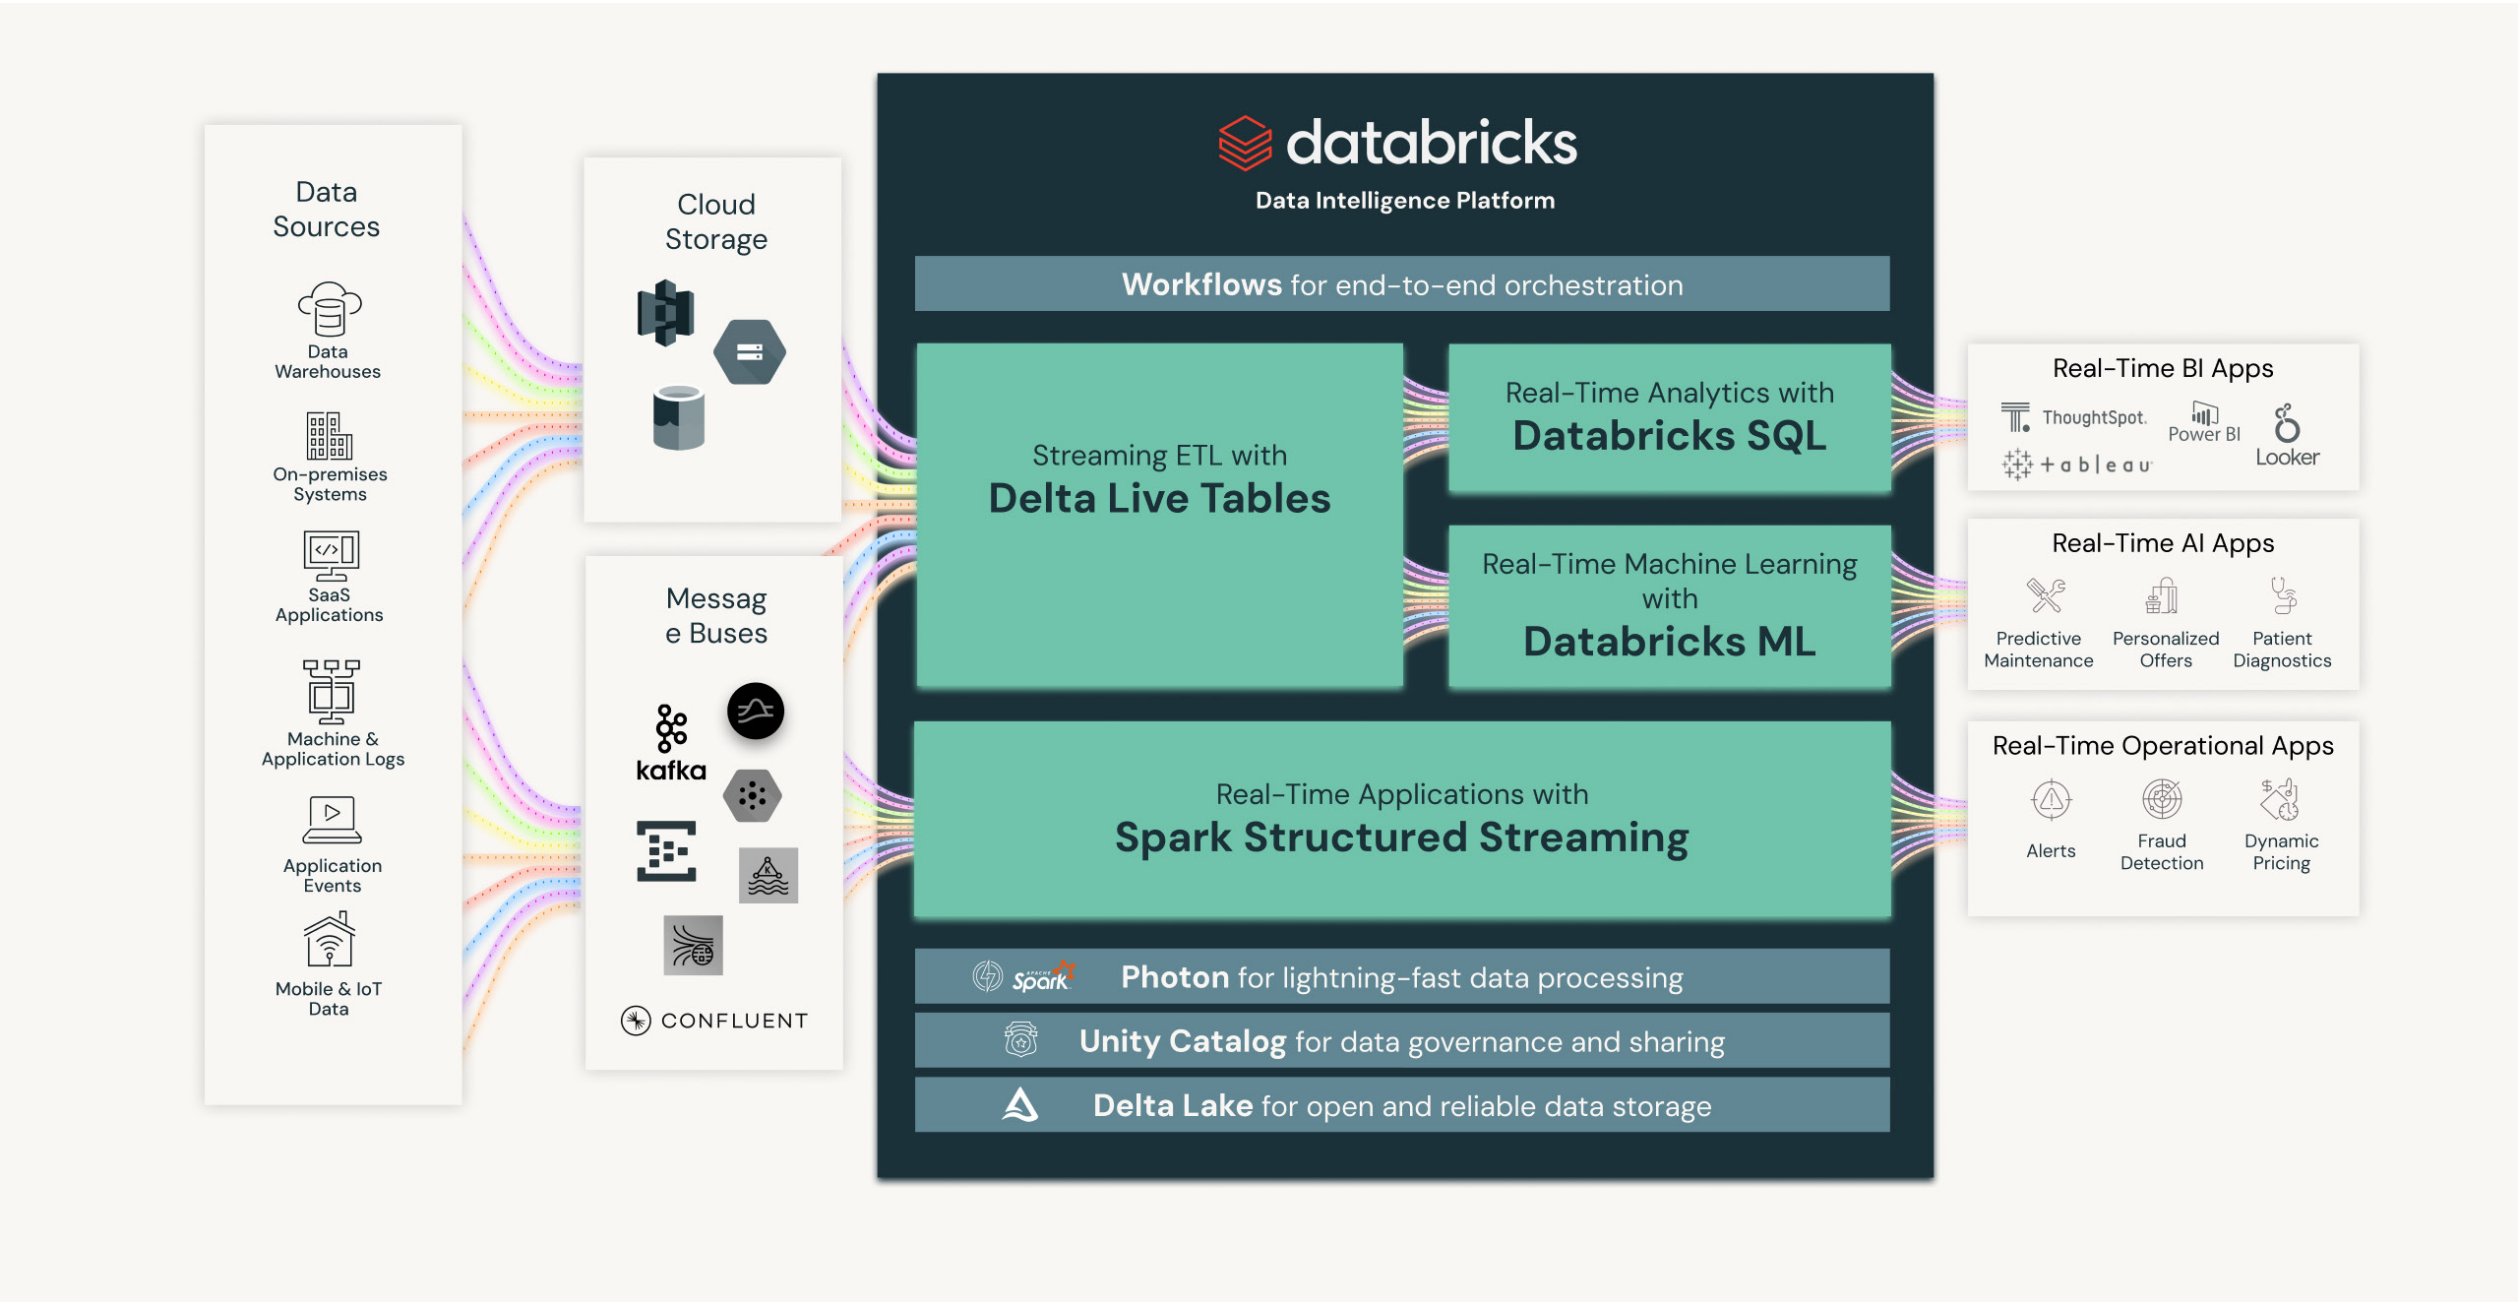 Data
Sources
Data
Warehouses
On-premises
Systems
</>
SaaS
Applications
Machine &
Application Logs
Application
Events
Mobile & IoT
Data
Cloud
Storage
Messag
e Buses
kafka
K
CONFLUENT
databricks
Data Intelligence Platform
Workflows for end-to-end orchestration
Streaming ETL with
Delta Live Tables
Real-Time Analytics with
Databricks SQL
Real-Time Machine Learning
with
Databricks ML
Real-Time Applications with
Spark Structured Streaming
APACHE
Spark
Photon for lightning-fast data processing
Unity Catalog for data governance and sharing
Delta Lake for open and reliable data storage
Real-Time BI Apps
T.
ThoughtSpot.
Power BI
Looker
+ableau
Real-Time AI Apps
Predictive
Maintenance
Personalized
Offers
Patient
Diagnostics
Real-Time Operational Apps
$
Alerts
Fraud
Detection
Dynamic
Pricing